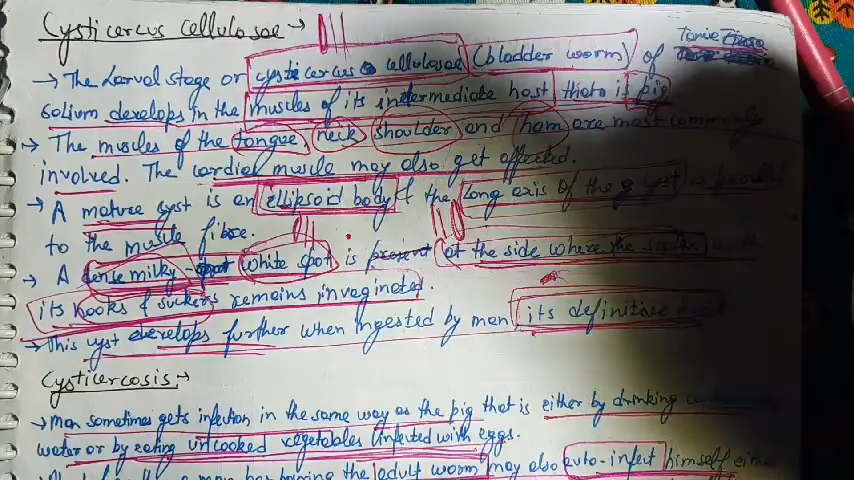 Cysticercus cellulosae →
→ The larval stage or cysticercus cellulosae (bladder worm) of Taenia
solium develops in the muscles of its intermediate host thato is pig
→ The muscles of the tongue, neck, shoulder and ham are most commonly
involved. The cardiac muscle may also get affected.
→ A mature cyst is an ellipsoid body & the long axis of the cyst is parallel
to the muscle fibre.
→ A dense milky - white spot is present at the side where the scolex with
its hooks & suckers remains invaginated.
→ This cyst develops further when ingested by man its definitive
Cysticercosis →
→ Man sometimes gets infection in the same way as the pig that is either by drinking
water or by eating uncooked vegetables infected with eggs.
a man harboring the adult worm may also auto-infect himself